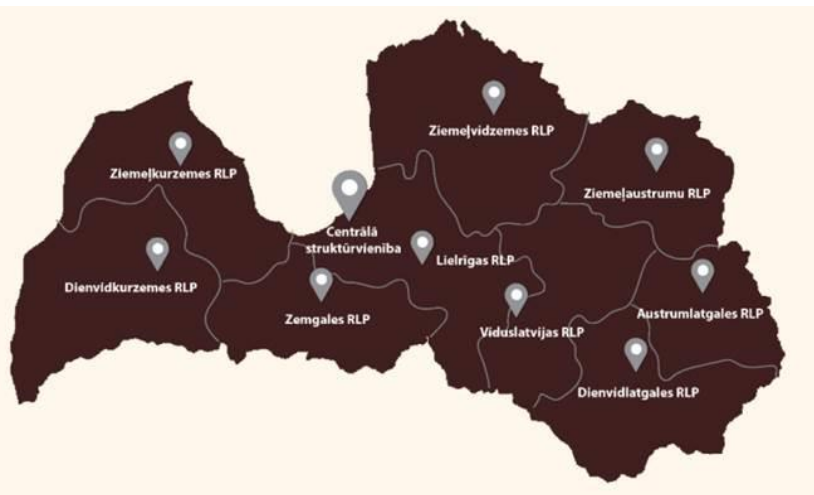 Ziemeļvidzemes RLP
Ziemeļkurzemes RLP
Ziemeļaustrumu RLP
Centrālā
struktūrvienība
Lielrīgas RLP
Dienvidkurzemes RLP
Zemgales RLP
Austrumlatgales RLP
Viduslatvijas RLP
Dienvidlatgales RLP